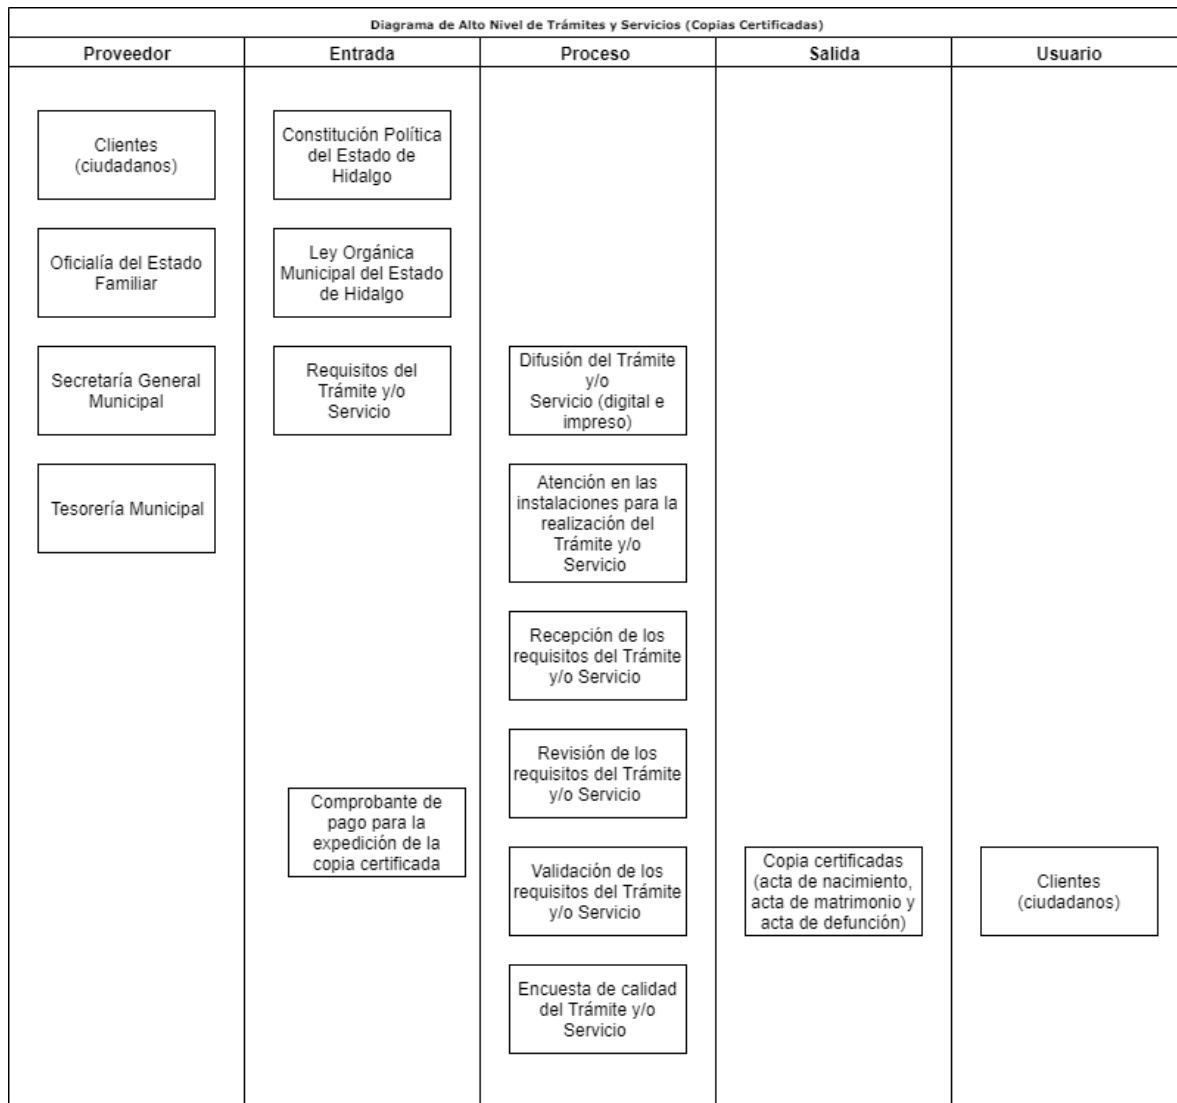 Diagrama de Alto Nivel de Trámites y Servicios (Copias Certificadas)
Proveedor
Entrada
Proceso
Salida
Usuario
Clientes
(ciudadanos)
Oficialía del Estado
Familiar
Secretaría General
Municipal
Tesorería Municipal
Constitución Política
del Estado de
Hidalgo
Ley Orgánica
Municipal del Estado
de Hidalgo
Requisitos del
Trámite y/o
Servicio
Comprobante de
pago para la
expedición de la
copia certificada
Difusión del Trámite
y/o
Servicio (digital e
impreso)
Atención en las
instalaciones para la
realización del
Trámite y/o
Servicio
Recepción de los
requisitos del Trámite
y/o Servicio
Revisión de los
requisitos del Trámite
y/o Servicio
Validación de los
requisitos del Trámite
y/o Servicio
Encuesta de calidad
del Trámite y/o
Servicio
Copia certificadas
(acta de nacimiento,
acta de matrimonio y
acta de defunción)
Clientes
(ciudadanos)